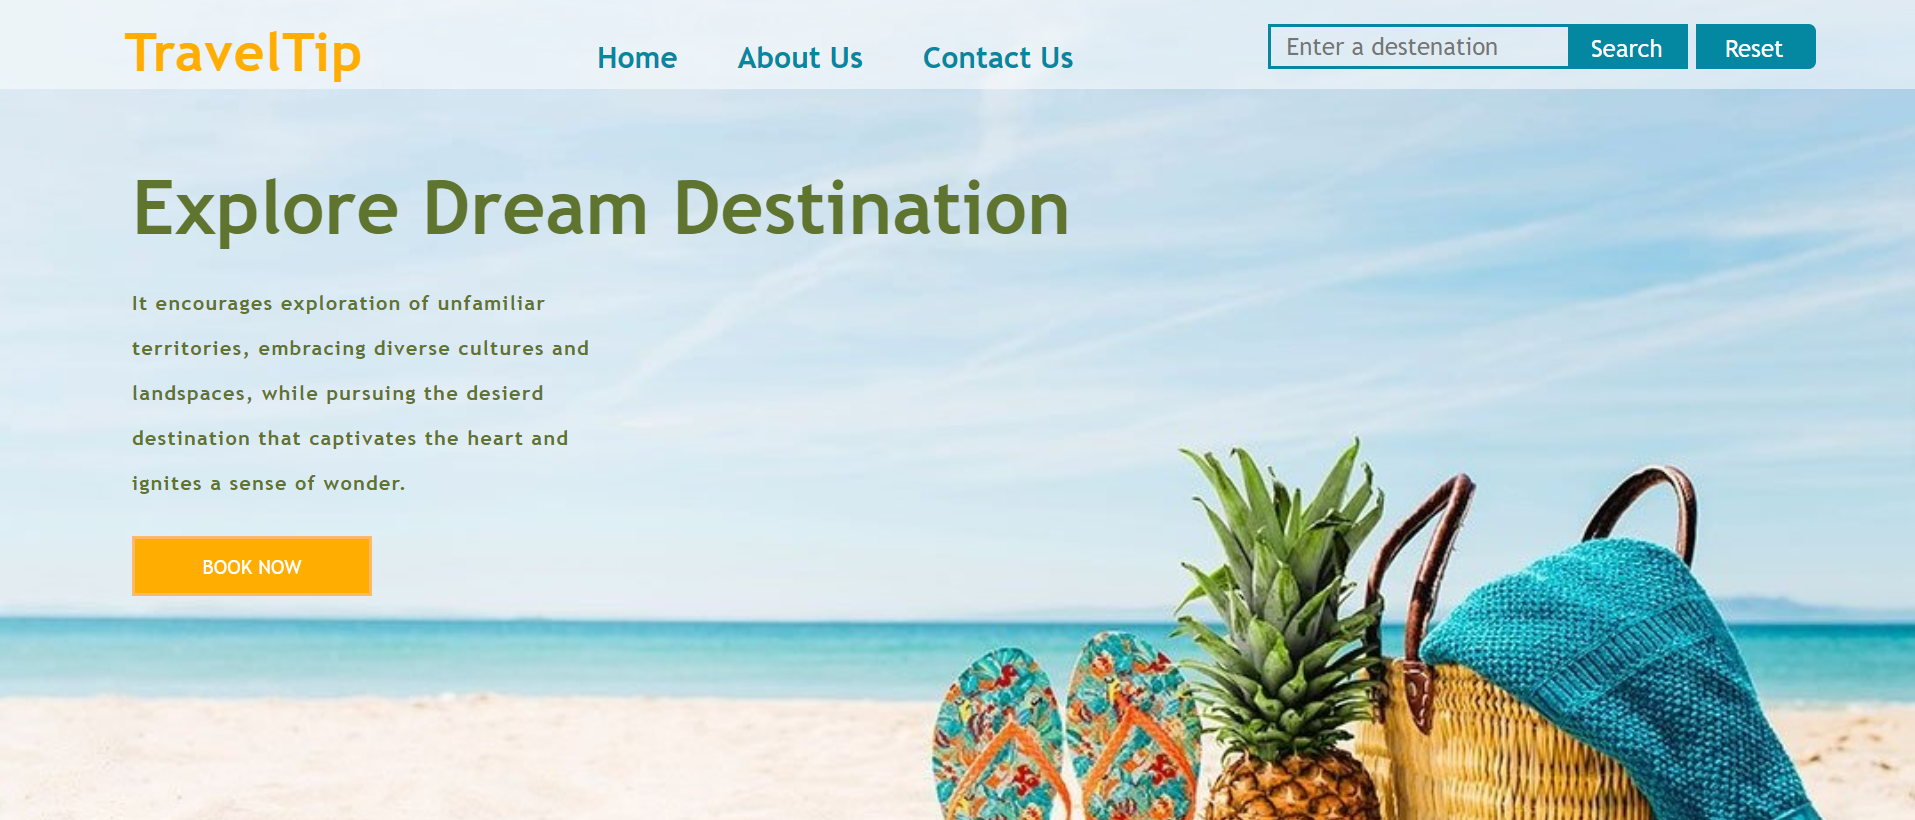 TravelTip
Home
About Us
Contact Us
Enter a destenation
Search
Reset
Explore Dream Destination
It encourages exploration of unfamiliar
territories, embracing diverse cultures and
landspaces, while pursuing the desierd
destination that captivates the heart and
ignites a sense of wonder.
BOOK NOW